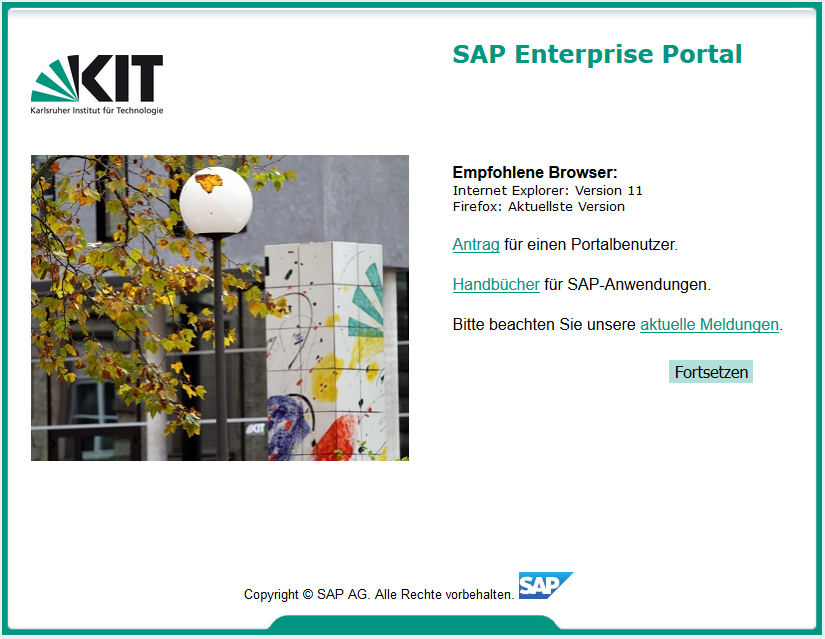 KIT
Karlsruher Institut für Technologie
SAP Enterprise Portal
Empfohlene Browser:
Internet Explorer: Version 11
Firefox: Aktuellste Version
Antrag für einen Portalbenutzer.
Handbücher für SAP-Anwendungen.
Bitte beachten Sie unsere aktuelle Meldungen.
Fortsetzen
KIT
Copyright © SAP AG. Alle Rechte vorbehalten.
SAP